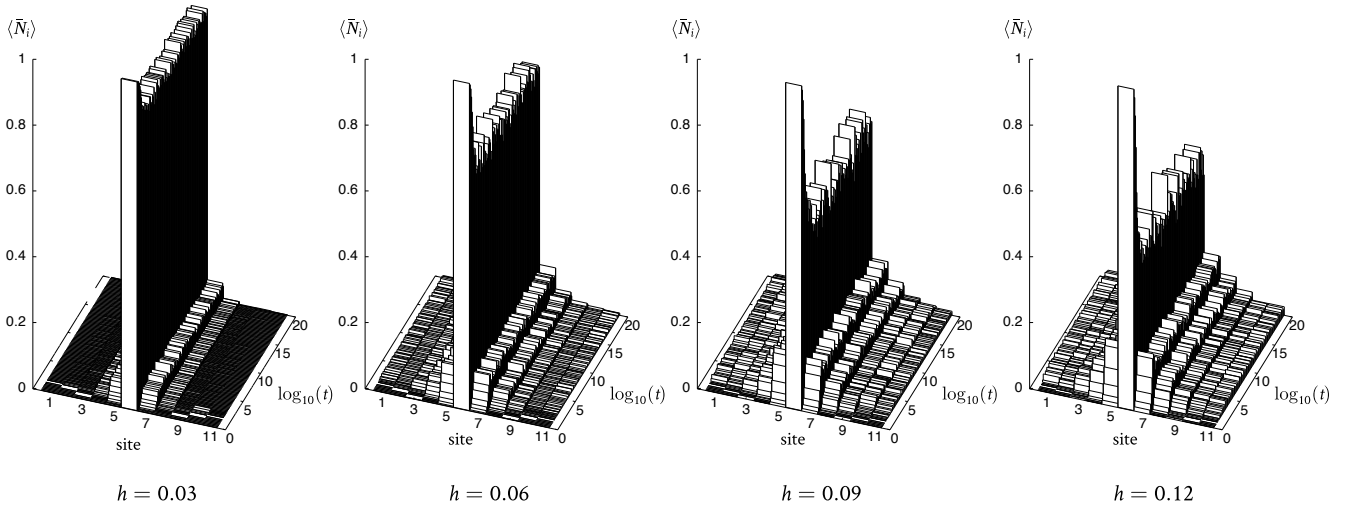 ⟨N̄ᵢ⟩ ⟨N̄ᵢ⟩ ⟨N̄ᵢ⟩ ⟨N̄ᵢ⟩
1 1 1 1
0.8 0.8 0.8 0.8
0.6 0.6 0.6 0.6
0.4 0.4 0.4 0.4
0.2 0.2 0.2 0.2
20 20 20 20
15 15 15 15
10 10 10 10
0 0 0 0
log₁₀(t) log₁₀(t) log₁₀(t) log₁₀(t)
5 5 5 5
1 3 5 7 9 11 0 1 3 5 7 9 11 0 1 3 5 7 9 11 0 1 3 5 7 9 11 0
site site site site
h = 0.03 h = 0.06 h = 0.09 h = 0.12